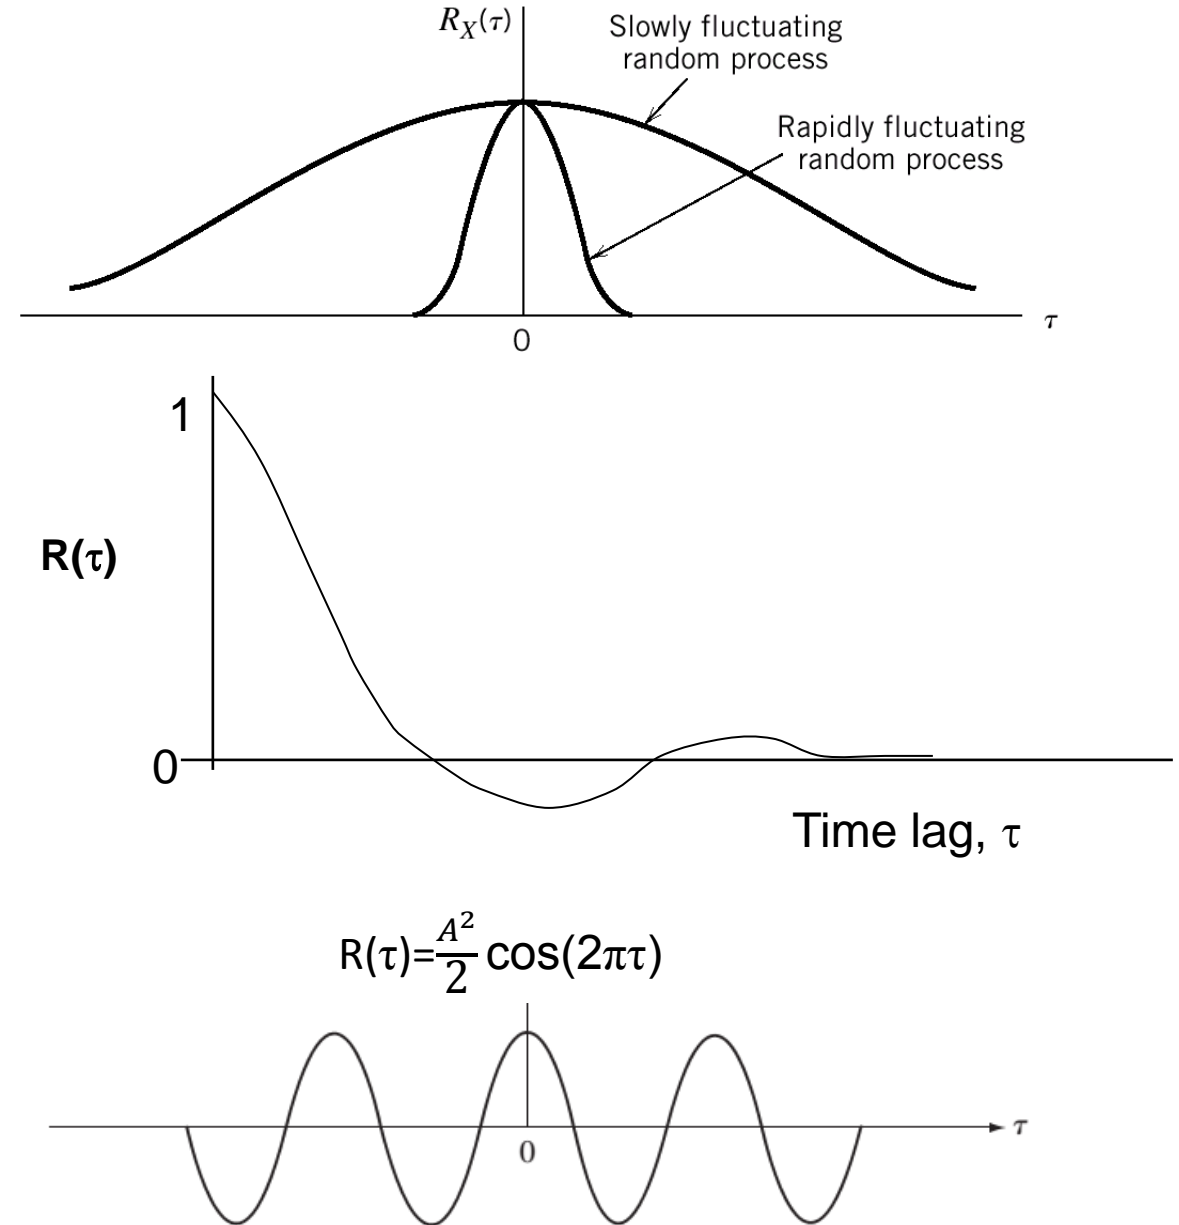 R_X(τ)
Slowly fluctuating
random process
Rapidly fluctuating
random process
τ
0
1
R(τ)
0
Time lag, τ
R(τ)=A²/2 cos(2πτ)
τ
0